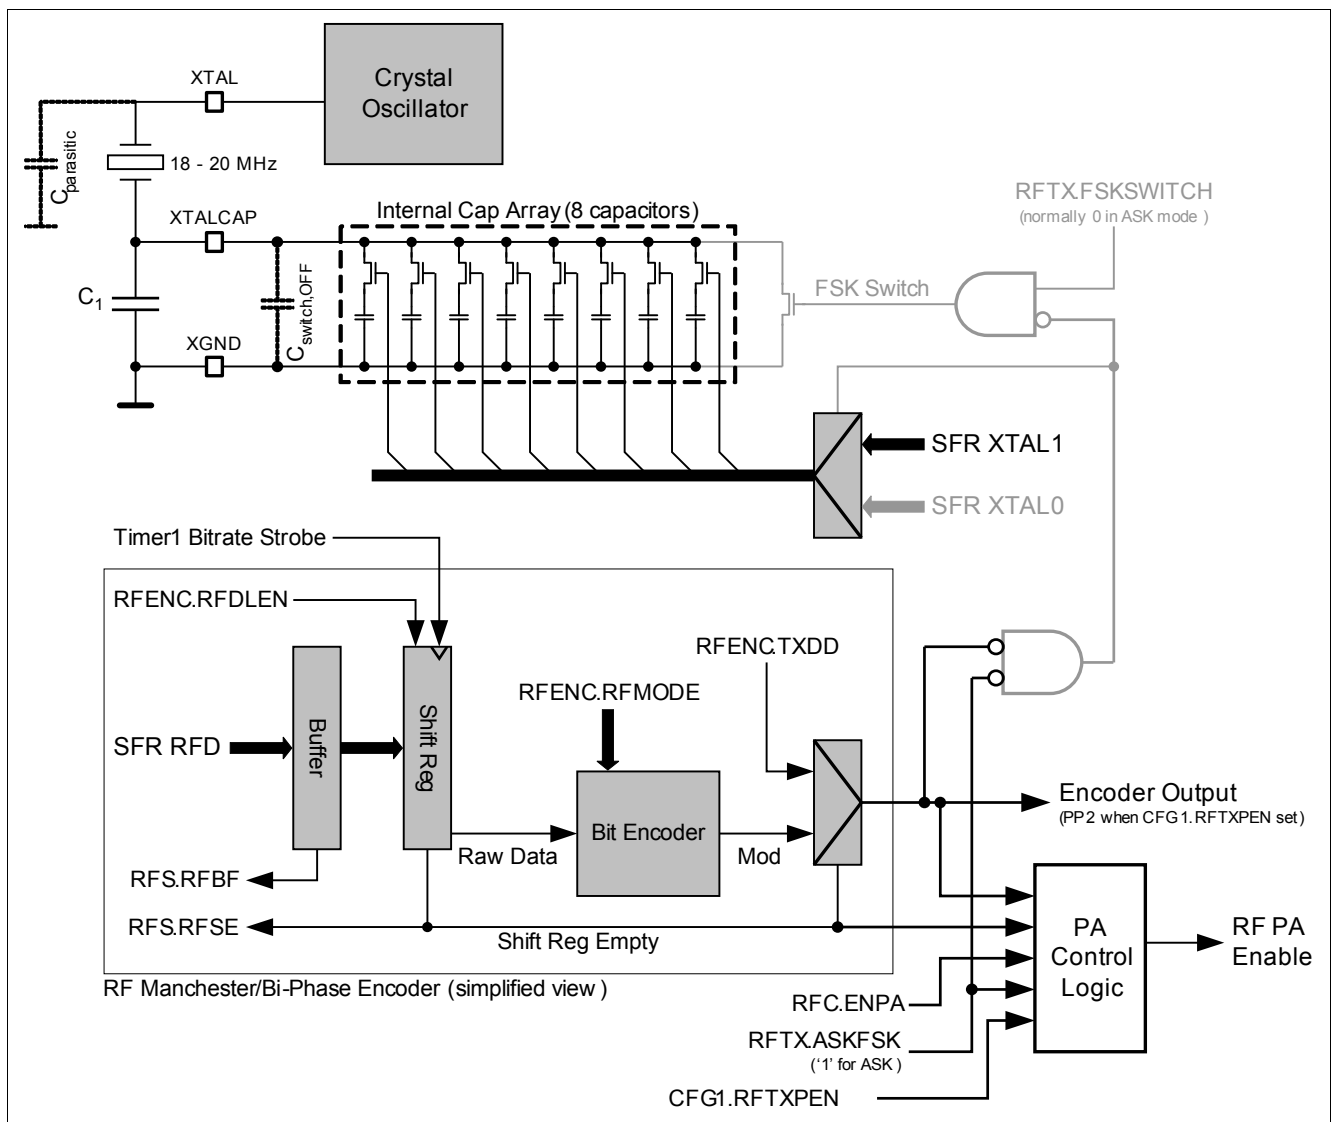 Crystal
Oscillator
XTAL
Cparasitic
18 - 20 MHz
XTALCAP
Internal Cap Array (8 capacitors)
RFTX.FSKSWITCH
(normally 0 in ASK mode )
C1
Cswitch,OFF
FSK Switch
XGND
SFR XTAL1
SFR XTAL0
Timer1 Bitrate Strobe
RFENC.RFDLEN
RFENC.TXDD
RFENC.RFMODE
SFR RFD
Buffer
Shift Reg
Bit Encoder
Raw Data
Mod
Encoder Output
(PP2 when CFG1.RFTXPEN set )
RFS.RFBF
RFS.RFSE
Shift Reg Empty
PA
Control
Logic
RF PA
Enable
RF Manchester/Bi-Phase Encoder (simplified view )
RFC.ENPA
RFTX.ASKFSK
('1' for ASK )
CFG1.RFTXPEN